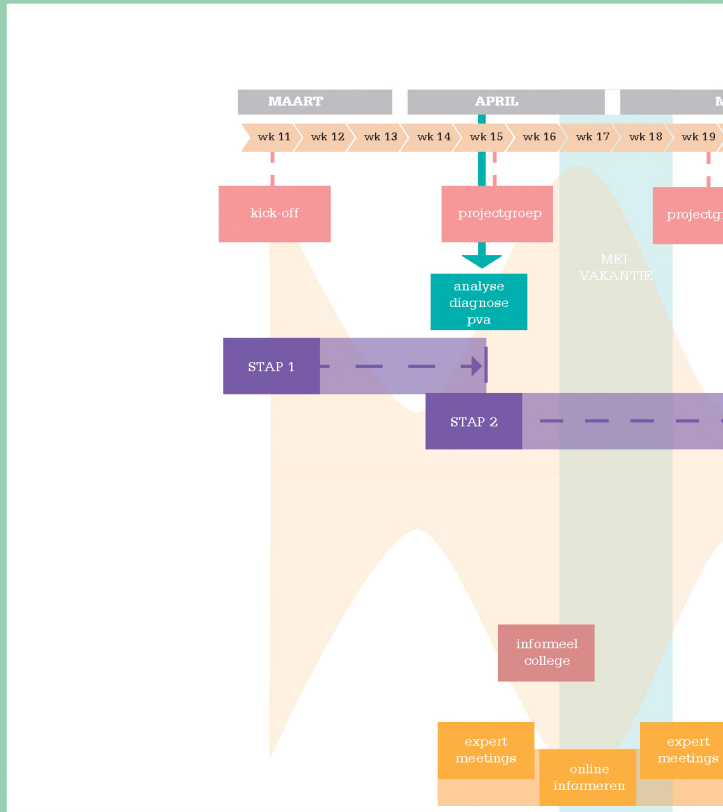 MAART
APRIL
wk 11
wk 12
wk 13
wk 14
wk 15
wk 16
wk 17
wk 18
wk 19
kick-off
projectgroep
MEI-
VAKANTIE
analyse
diagnose
pva
STAP 1
STAP 2
informeel
college
expert
meetings
expert
meetings
online
informeren